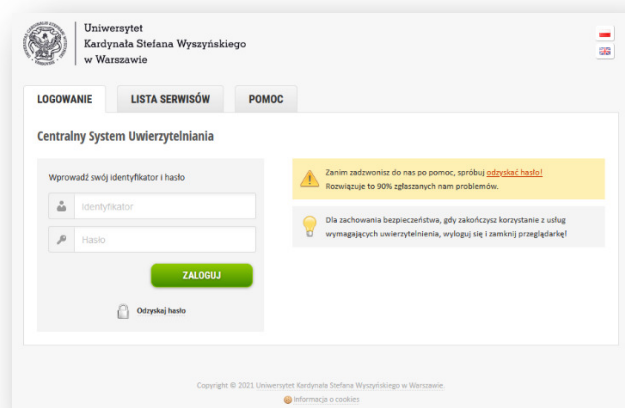 Uniwersytet
Kardynała Stefana Wyszyńskiego
w Warszawie
LOGOWANIE LISTA SERWISÓW POMOC
Centralny System Uwierzytelniania
Wprowadź swój identyfikator i hasło
Identyfikator
Hasło
ZALOGUJ
Odzyskaj hasło
Zanim zadzwonisz do nas po pomoc, spróbuj odzyskać hasło!
Rozwiązuje to 90% zgłaszanych nam problemów.
Dla zachowania bezpieczeństwa, gdy zakończysz korzystanie z usług
wymagających uwierzytelnienia, wyloguj się i zamknij przeglądarkę!
Copyright © 2021 Uniwersytet Kardynała Stefana Wyszyńskiego w Warszawie.
Informacja o cookies